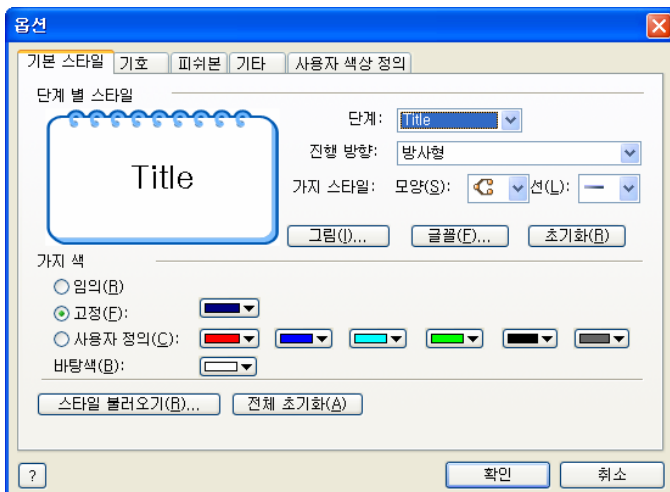 옵션
기본 스타일 기호 피쉬본 기타 사용자 색상 정의
단계 별 스타일
Title
단계: Title
진행 방향: 방사형
가지 스타일: 모양(S): 선(L):
그림(I)... 글꼴(F)... 초기화(R)
가지 색
임의(R)
고정(F):
사용자 정의(C):
바탕색(B):
스타일 불러오기(R)... 전체 초기화(A)
? 확인 취소